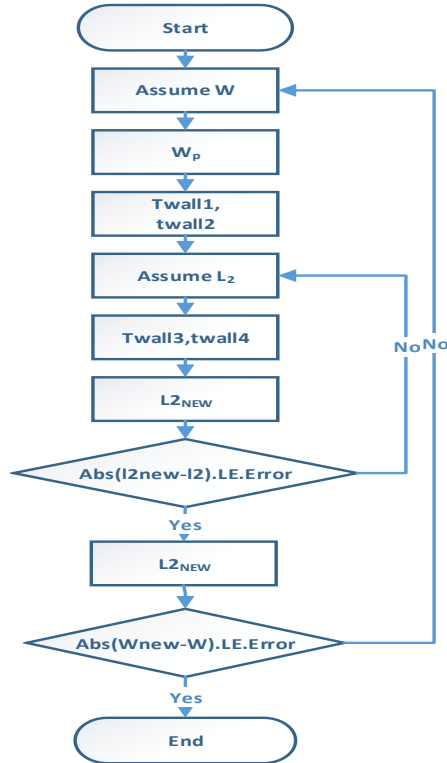 Start
Assume W
Wₚ
Twall1,
twall2
Assume L₂
Twall3,twall4
L2NEW
Abs(l2new-l2).LE.Error
No
No
Yes
L2NEW
Abs(Wnew-W).LE.Error
Yes
End